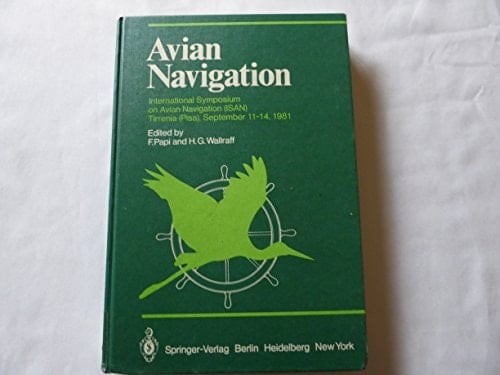 Avian
Navigation
International Symposium
on Avian Navigation (ISAN)
Tirrenia (Pisa), September 11-14, 1981
Edited by
F. Papi and H. G. Wallraff
Springer-Verlag Berlin Heidelberg New York